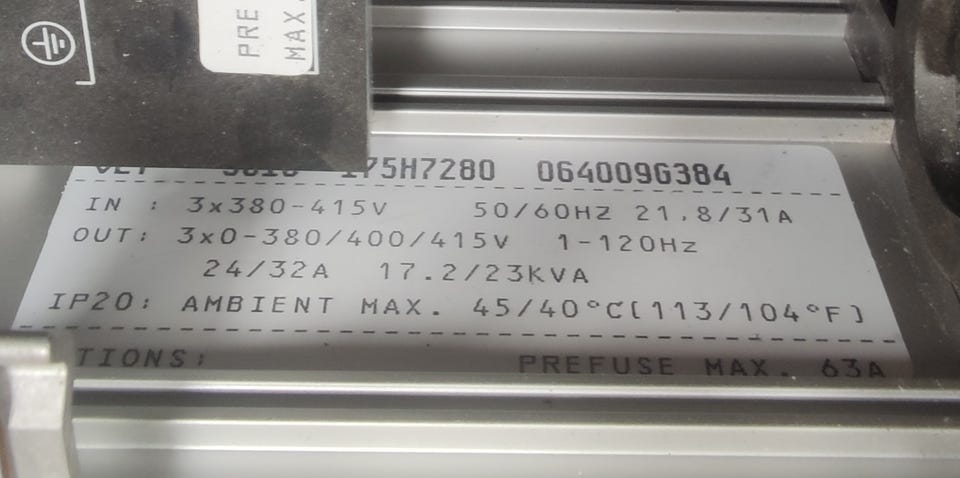 PRE
MAX.
175H7280 064009G384
IN : 3x380-415V 50/60HZ 21.8/31A
OUT: 3x0-380/400/415V 1-120Hz
24/32A 17.2/23KVA
IP20: AMBIENT MAX. 45/40°C(113/104°F)
TIONS: PREFUSE MAX. 63A